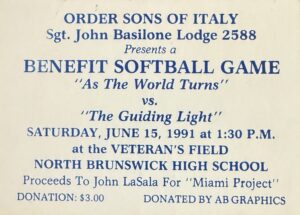 ORDER SONS OF ITALY
Sgt. John Basilone Lodge 2588
Presents a
BENEFIT SOFTBALL GAME
"As The World Turns"
vs.
"The Guiding Light"
SATURDAY, JUNE 15, 1991 at 1:30 P.M.
at the VETERAN'S FIELD
NORTH BRUNSWICK HIGH SCHOOL
Proceeds To John LaSala For "Miami Project"
DONATION: $3.00 DONATED BY AB GRAPHICS